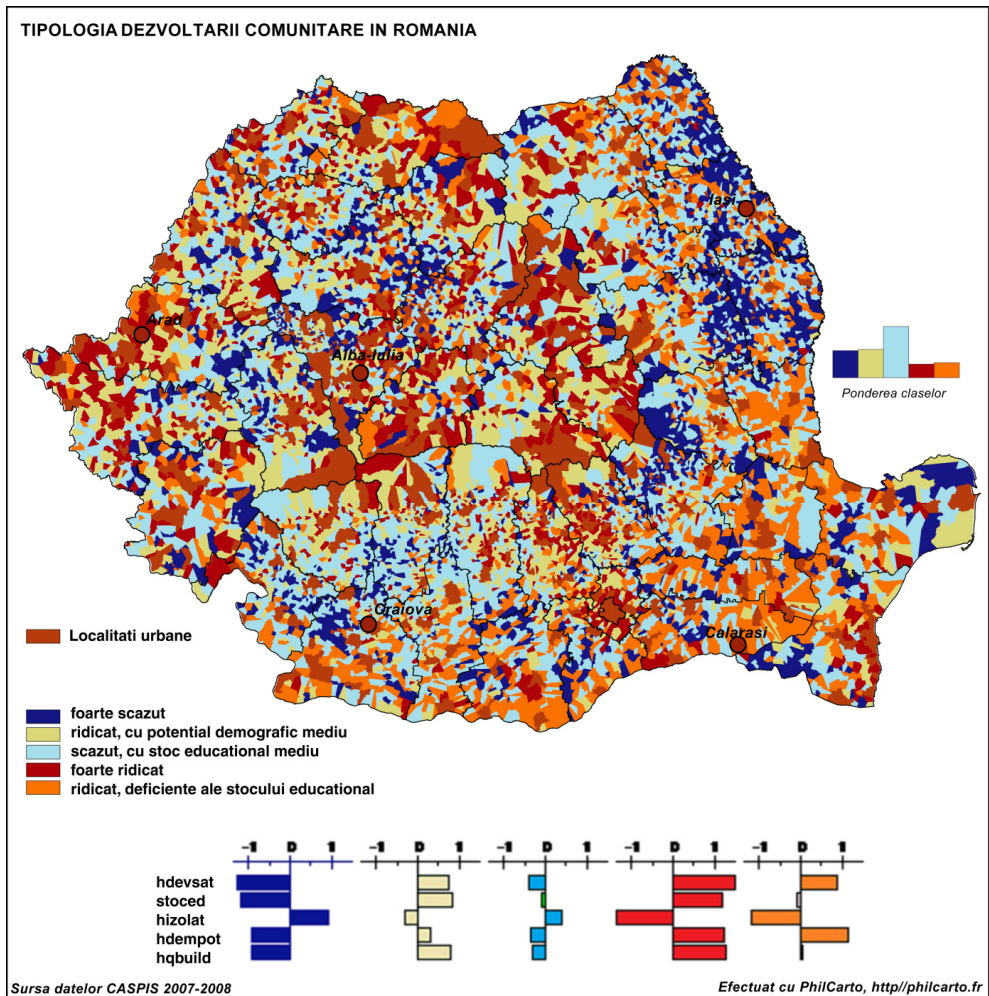 TIPOLOGIA DEZVOLTARII COMUNITARE IN ROMANIA
Iasi
Arad
Alba-Iulia
Ponderea claselor
Craiova
Calarasi
Localitati urbane
foarte scazut
ridicat, cu potential demografic mediu
scazut, cu stoc educational mediu
foarte ridicat
ridicat, deficiente ale stocului educational
-1 0 1 -1 0 1 -1 0 1 -1 0 1 -1 0 1
hdevsat
stoced
hizolat
hdempot
hqbuild
Sursa datelor CASPIS 2007-2008
Efectuat cu PhilCarto, http//philcarto.fr